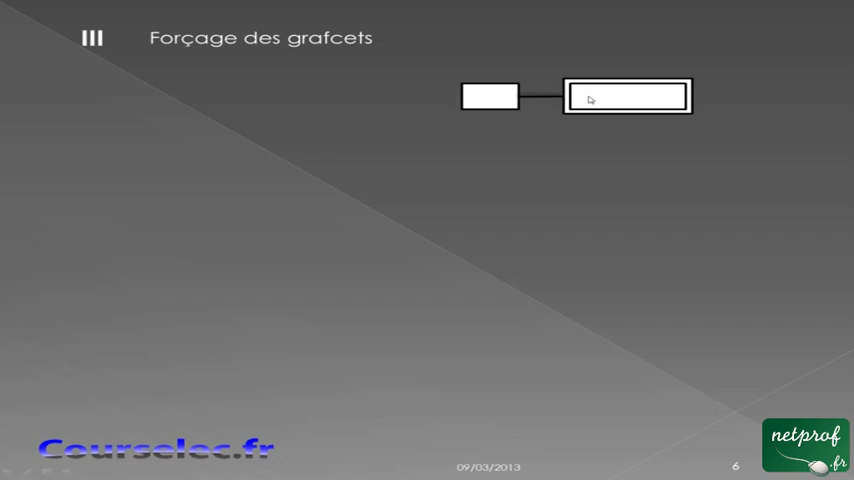 III Forçage des grafcets
Courselec.fr
09/03/2013
6
netprof
.fr